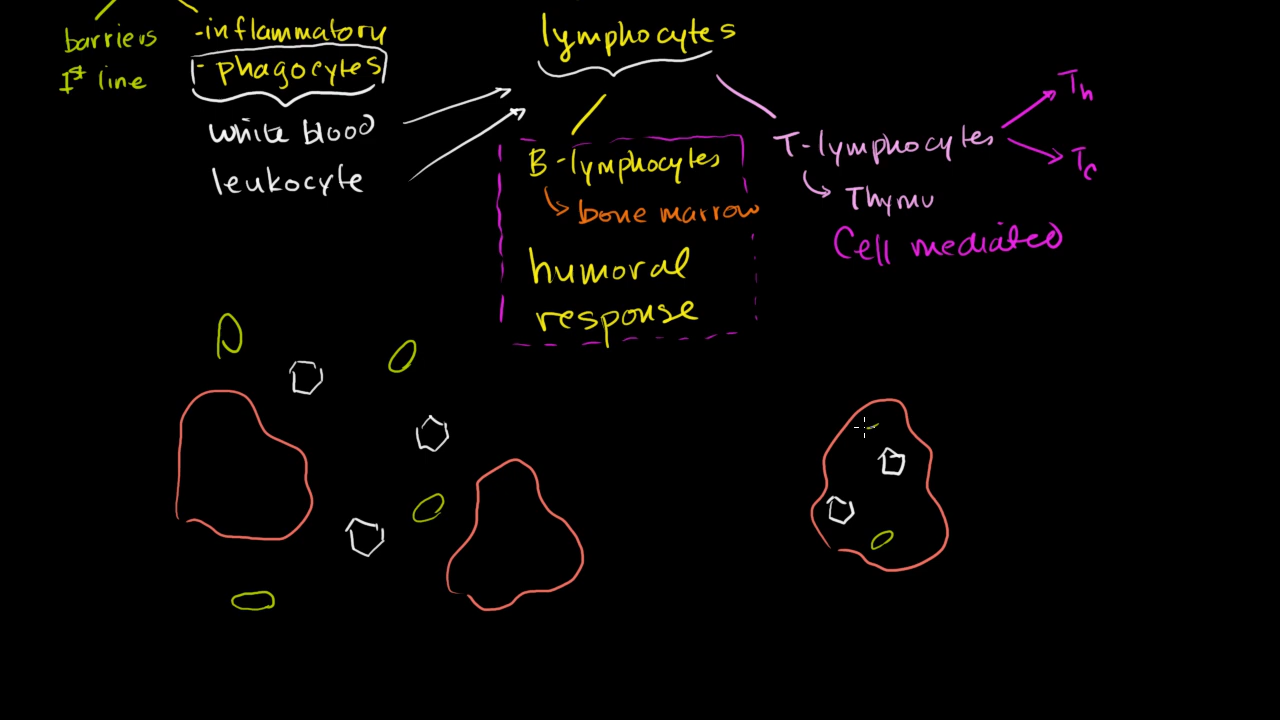 barriers
1st line
-inflammatory
- phagocytes
white blood
leukocyte
lymphocytes
B-lymphocytes
bone marrow
humoral
response
T-lymphocytes
Thymu
Cell mediated
Th
Tc